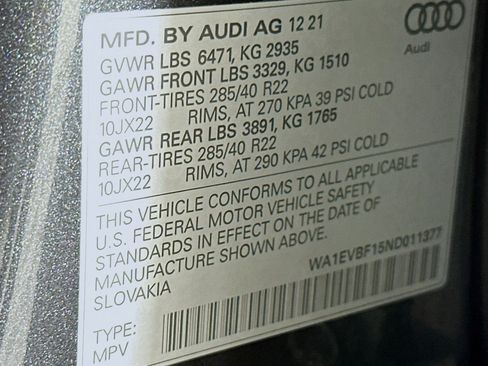 MFD. BY AUDI AG 12 21
Audi
GVWR LBS 6471, KG 2935
GAWR FRONT LBS 3329, KG 1510
FRONT-TIRES 285/40 R22
10JX22 RIMS, AT 270 KPA 39 PSI COLD
GAWR REAR LBS 3891, KG 1765
REAR-TIRES 285/40 R22
10JX22 RIMS, AT 290 KPA 42 PSI COLD
THIS VEHICLE CONFORMS TO ALL APPLICABLE
U.S. FEDERAL MOTOR VEHICLE SAFETY
STANDARDS IN EFFECT ON THE DATE OF
MANUFACTURE SHOWN ABOVE.
SLOVAKIA
WA1EVBF15ND011377
TYPE:
MPV